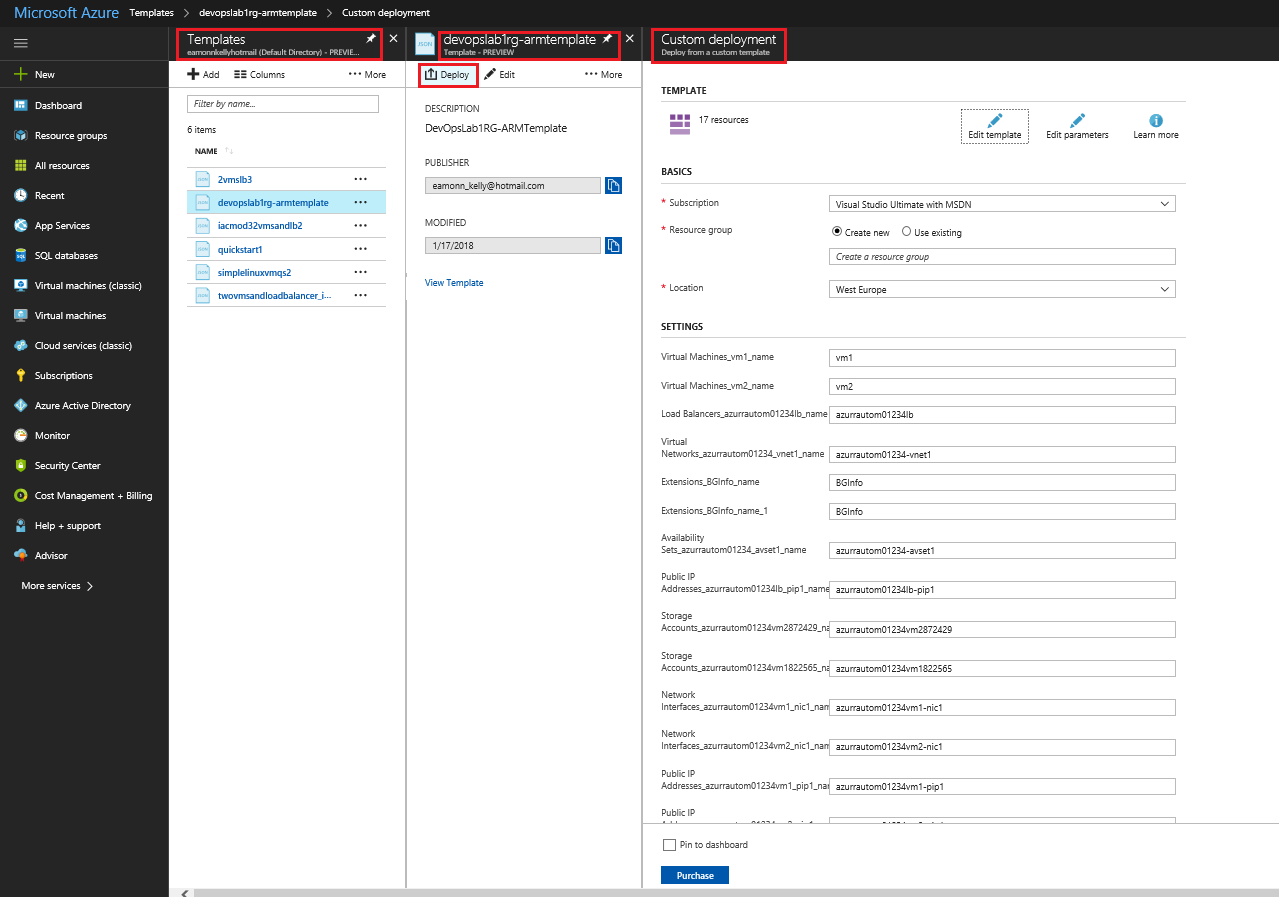 Microsoft Azure Templates > devopslab1rg-armtemplate > Custom deployment
New
Dashboard
Resource groups
All resources
Recent
App Services
SQL databases
Virtual machines (classic)
Virtual machines
Cloud services (classic)
Subscriptions
Azure Active Directory
Monitor
Security Center
Cost Management + Billing
Help + support
Advisor
More services >
Templates
eamonnkellyhotmail (Default Directory) - PREVIE...
Add Columns ··· More
Filter by name...
6 items
NAME
2vmslb3
devopslab1rg-armtemplate
iacmod32vmsandlb2
quickstart1
simplelinuxvmqs2
twovmsandloadbalancer_i...
devopslab1rg-armtemplate
Template - PREVIEW
Deploy Edit ··· More
DESCRIPTION
DevOpsLab1RG-ARMTemplate
PUBLISHER
eamonn_kelly@hotmail.com
MODIFIED
1/17/2018
View Template
Custom deployment
Deploy from a custom template
TEMPLATE
17 resources
Edit template Edit parameters Learn more
BASICS
* Subscription Visual Studio Ultimate with MSDN
* Resource group Create new Use existing
Create a resource group
* Location West Europe
SETTINGS
Virtual Machines_vm1_name vm1
Virtual Machines_vm2_name vm2
Load Balancers_azurrautom01234lb_name azurrautom01234lb
Virtual
Networks_azurrautom01234_vnet1_name azurrautom01234-vnet1
Extensions_BGInfo_name BGInfo
Extensions_BGInfo_name_1 BGInfo
Availability
Sets_azurrautom01234_avset1_name azurrautom01234-avset1
Public IP
Addresses_azurrautom01234lb_pip1_name azurrautom01234lb-pip1
Storage
Accounts_azurrautom01234vm2872429_na azurrautom01234vm2872429
Storage
Accounts_azurrautom01234vm1822565_na azurrautom01234vm1822565
Network
Interfaces_azurrautom01234vm1_nic1_nam azurrautom01234vm1-nic1
Network
Interfaces_azurrautom01234vm2_nic1_nam azurrautom01234vm2-nic1
Public IP
Addresses_azurrautom01234vm1_pip1_nar azurrautom01234vm1-pip1
Public IP
Pin to dashboard
Purchase